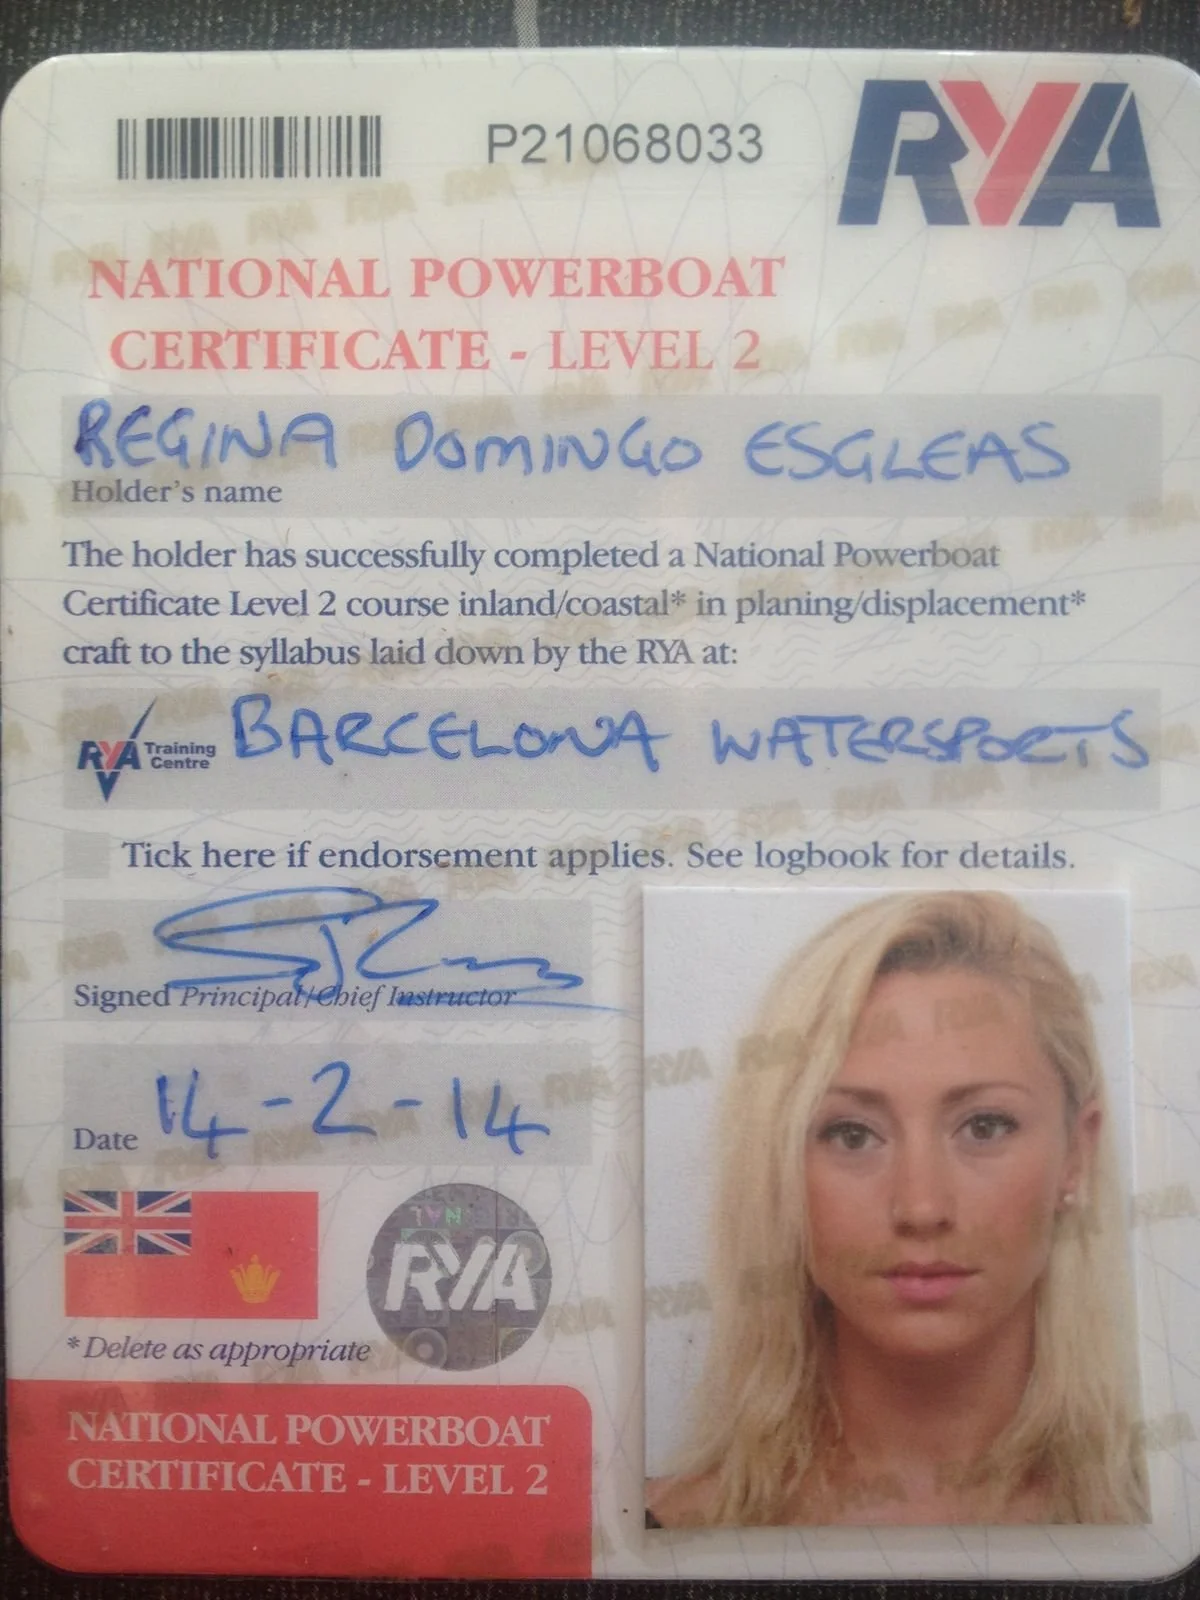 P21068033
RYA
NATIONAL POWERBOAT
CERTIFICATE - LEVEL 2
REGINA DOMINGO ESGLEAS
Holder's name
The holder has successfully completed a National Powerboat
Certificate Level 2 course inland/coastal* in planing/displacement*
craft to the syllabus laid down by the RYA at:
RYA Training
Centre
BARCELONA WATERSPORTS
Tick here if endorsement applies. See logbook for details.
Signed Principal/Chief Instructor
Date 14-2-14
RYA
*Delete as appropriate
NATIONAL POWERBOAT
CERTIFICATE - LEVEL 2